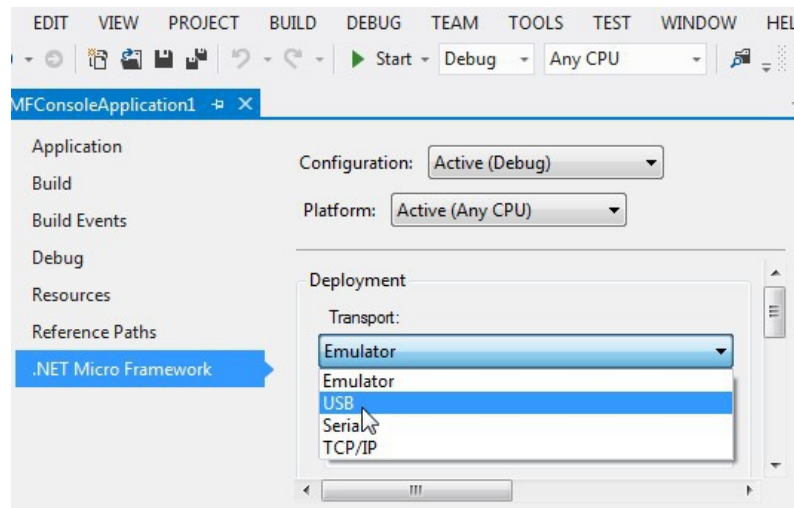 EDIT VIEW PROJECT BUILD DEBUG TEAM TOOLS TEST WINDOW
Start Debug Any CPU
MFConsoleApplication1
Application
Build
Build Events
Debug
Resources
Reference Paths
.NET Micro Framework
Configuration: Active (Debug)
Platform: Active (Any CPU)
Deployment
Transport:
Emulator
Emulator
USB
Serial
TCP/IP